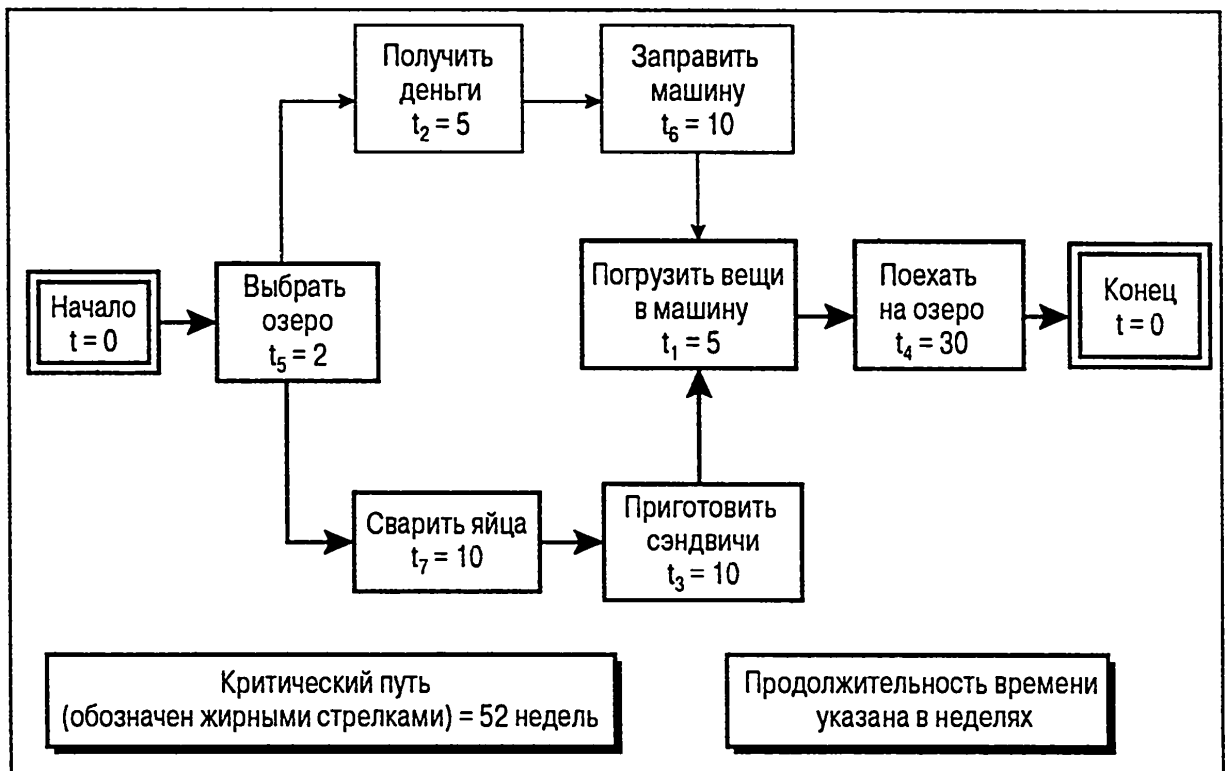 Получить
деньги
t₂ = 5
Заправить
машину
t₆ = 10
Начало
t = 0
Выбрать
озеро
t₅ = 2
Погрузить вещи
в машину
t₁ = 5
Поехать
на озеро
t₄ = 30
Конец
t = 0
Сварить яйца
t₇ = 10
Приготовить
сэндвичи
t₃ = 10
Критический путь
(обозначен жирными стрелками) = 52 недель
Продолжительность времени
указана в неделях